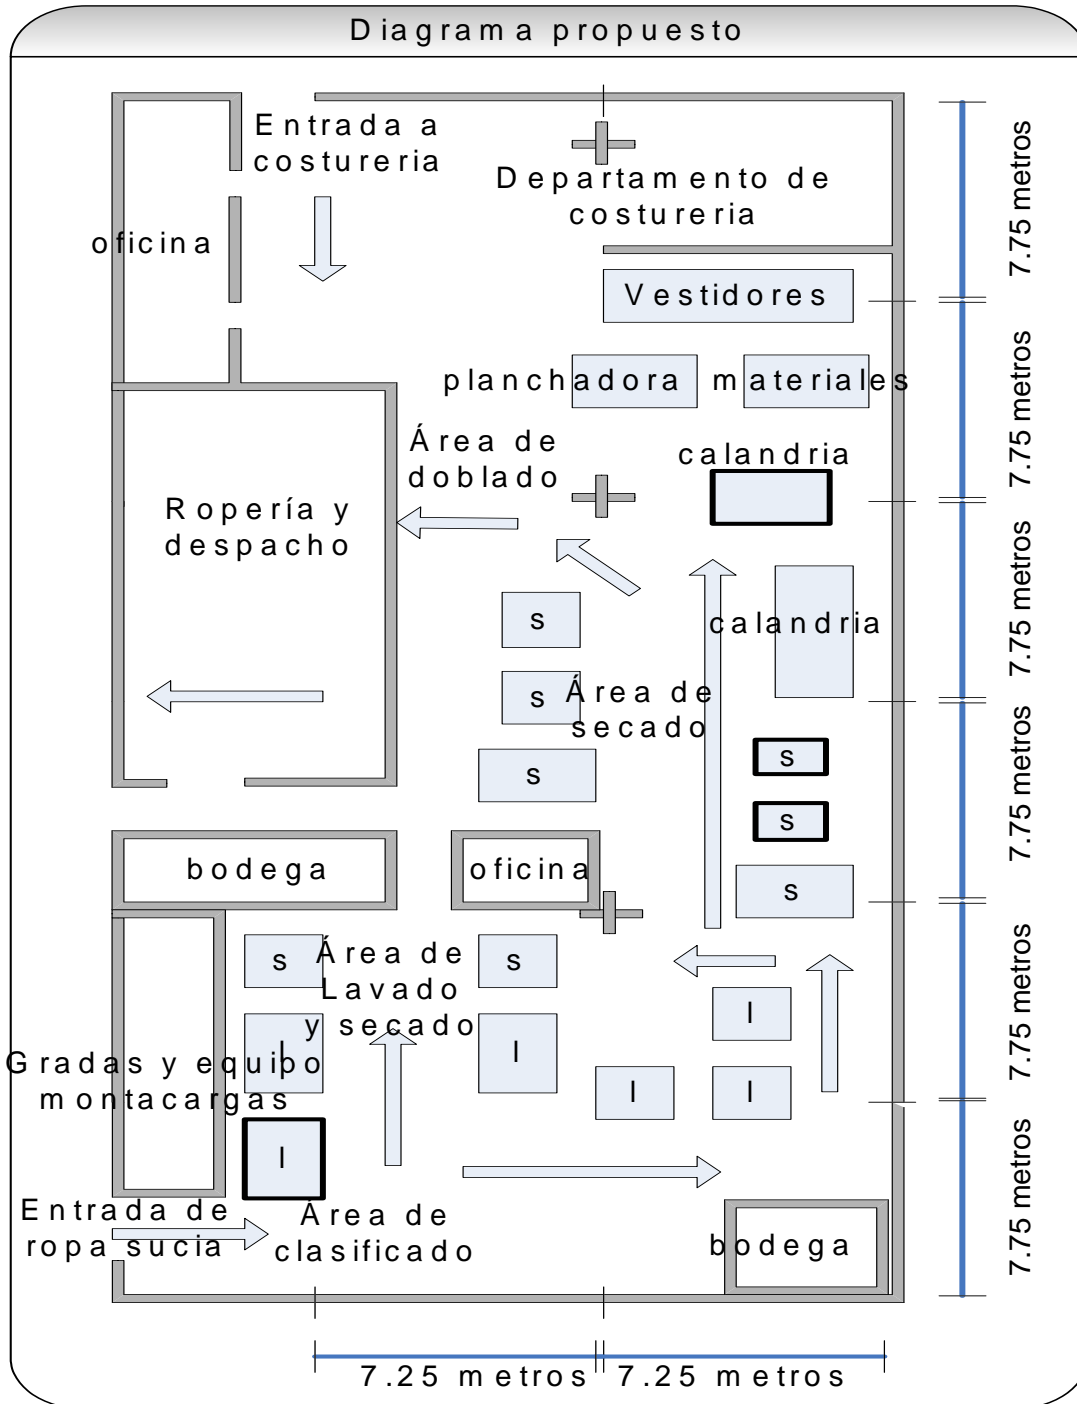 Diagrama propuesto
Entrada a
costureria
Departamento de
costureria
oficina
Vestidores
planchadora
materiales
Área de
doblado
calandria
Ropería y
despacho
s
calandria
s
Área de
secado
s
s
s
bodega
oficina
s
s
Área de
Lavado
y secado
s
l
l
l
Gradas y equipo
montacargas
l
l
l
Entrada de
ropa sucia
Área de
clasificado
bodega
7.75 metros
7.75 metros
7.75 metros
7.75 metros
7.75 metros
7.75 metros
7.25 metros
7.25 metros